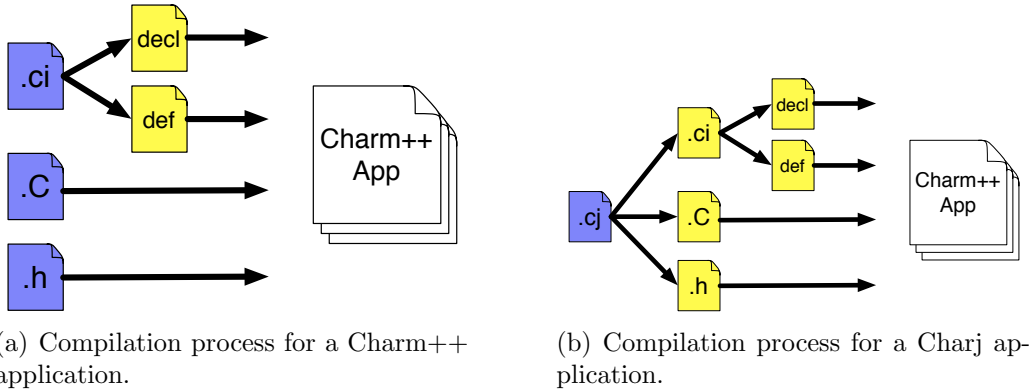 decl
.ci
def
.C
.h
Charm++
App
(a) Compilation process for a Charm++
application.
decl
.ci
def
.cj
.C
.h
Charm++
App
(b) Compilation process for a Charj ap-
plication.